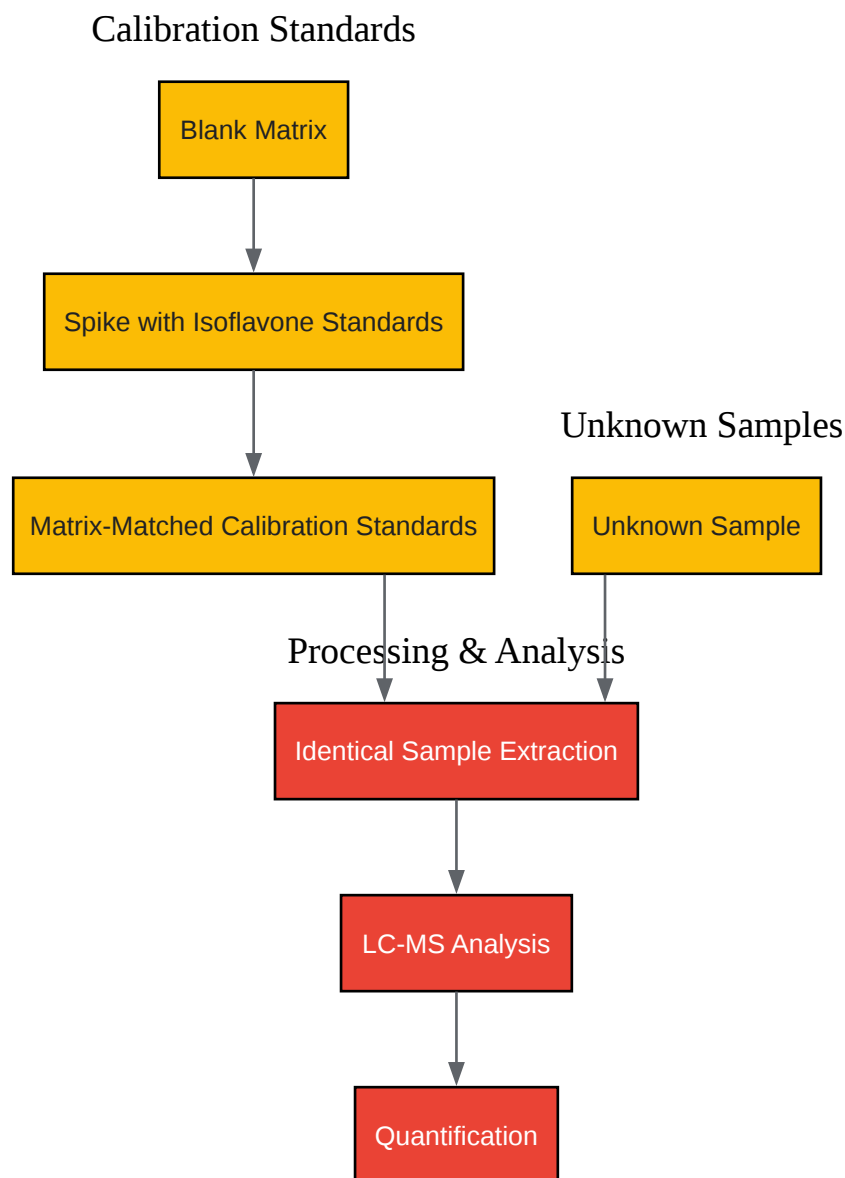 Calibration Standards
Blank Matrix
Spike with Isoflavone Standards
Unknown Samples
Matrix-Matched Calibration Standards
Unknown Sample
Processing & Analysis
Identical Sample Extraction
LC-MS Analysis
Quantification